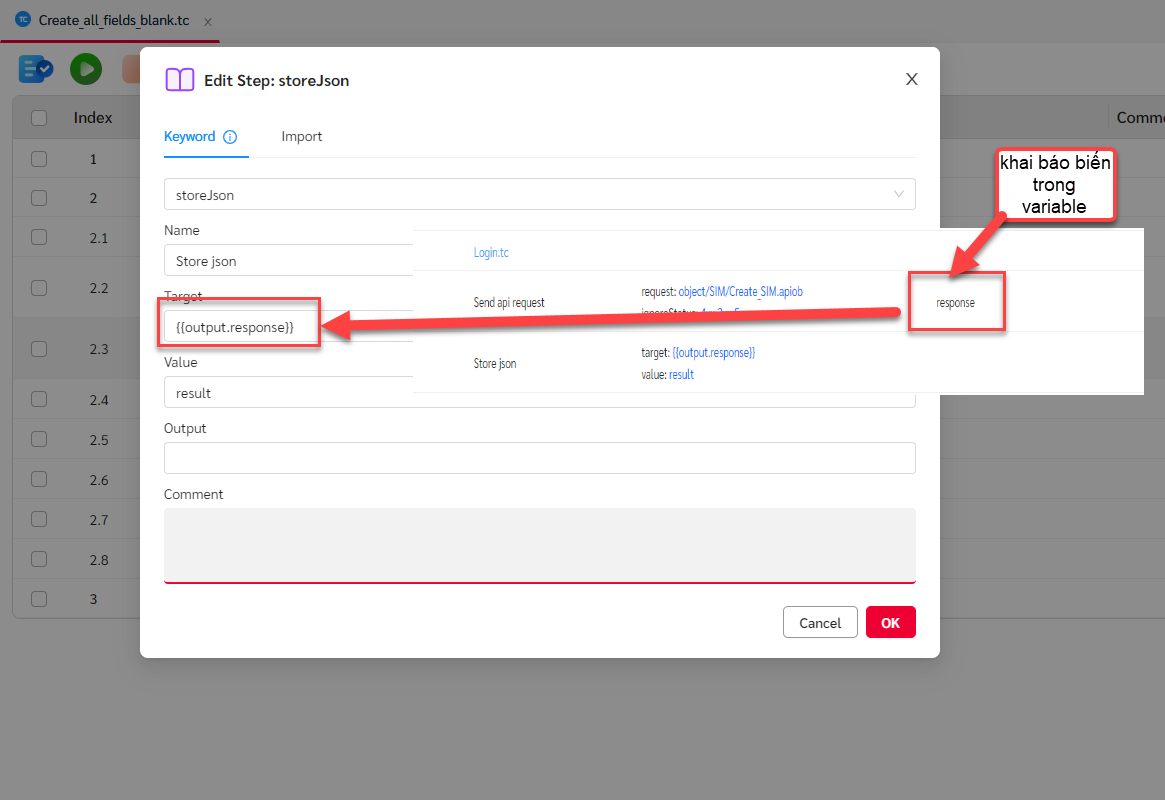 TC Create_all_fields_blank.tc
Edit Step: storeJson
X
Index
Comme
Keyword
Import
khai báo biến
trong
variable
1
storeJson
2
Name
2.1
Store json
Login.tc
Target
2.2
Send api request
request: object/SIM/Create_SIM.apiob
response
{{output.response}}
2.3
Value
Store json
target: {{output.response}}
value: result
result
2.4
Output
2.5
2.6
Comment
2.7
2.8
3
Cancel
OK